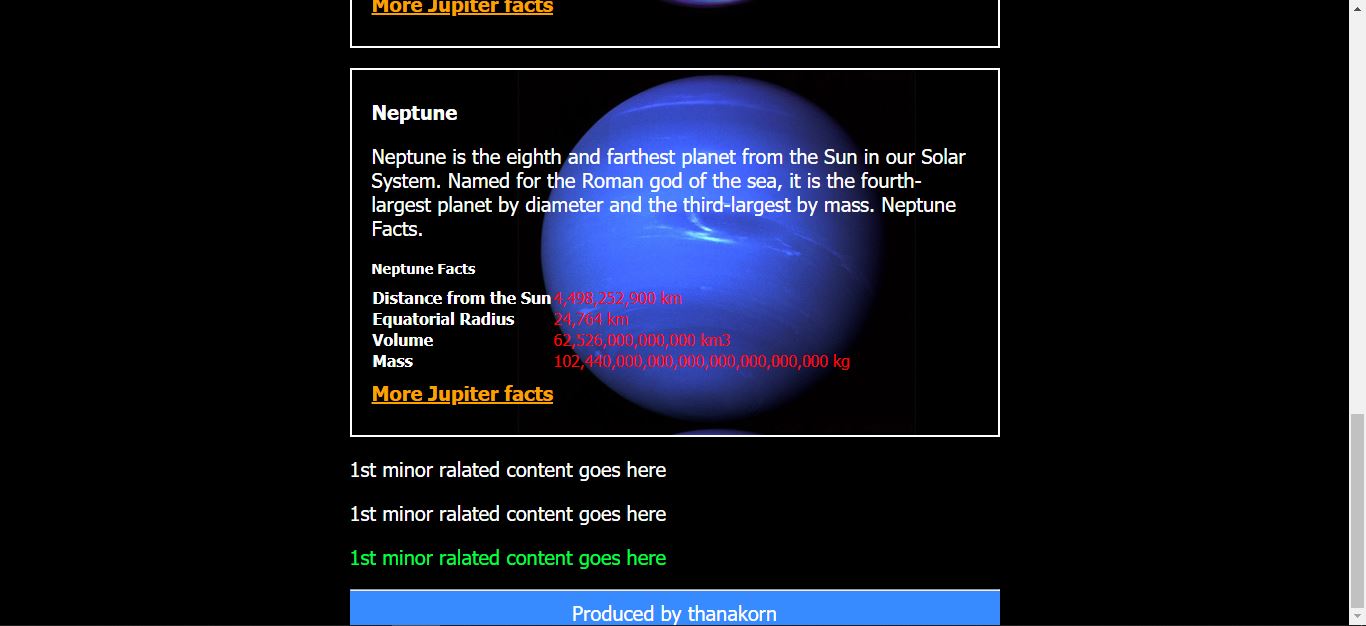 More Jupiter facts
Neptune
Neptune is the eighth and farthest planet from the Sun in our Solar
System. Named for the Roman god of the sea, it is the fourth-
largest planet by diameter and the third-largest by mass. Neptune
Facts.
Neptune Facts
Distance from the Sun 4,498,252,900 km
Equatorial Radius 24,764 km
Volume 62,526,000,000,000 km3
Mass 102,440,000,000,000,000,000,000,000 kg
More Jupiter facts
1st minor ralated content goes here
1st minor ralated content goes here
1st minor ralated content goes here
Produced by thanakorn